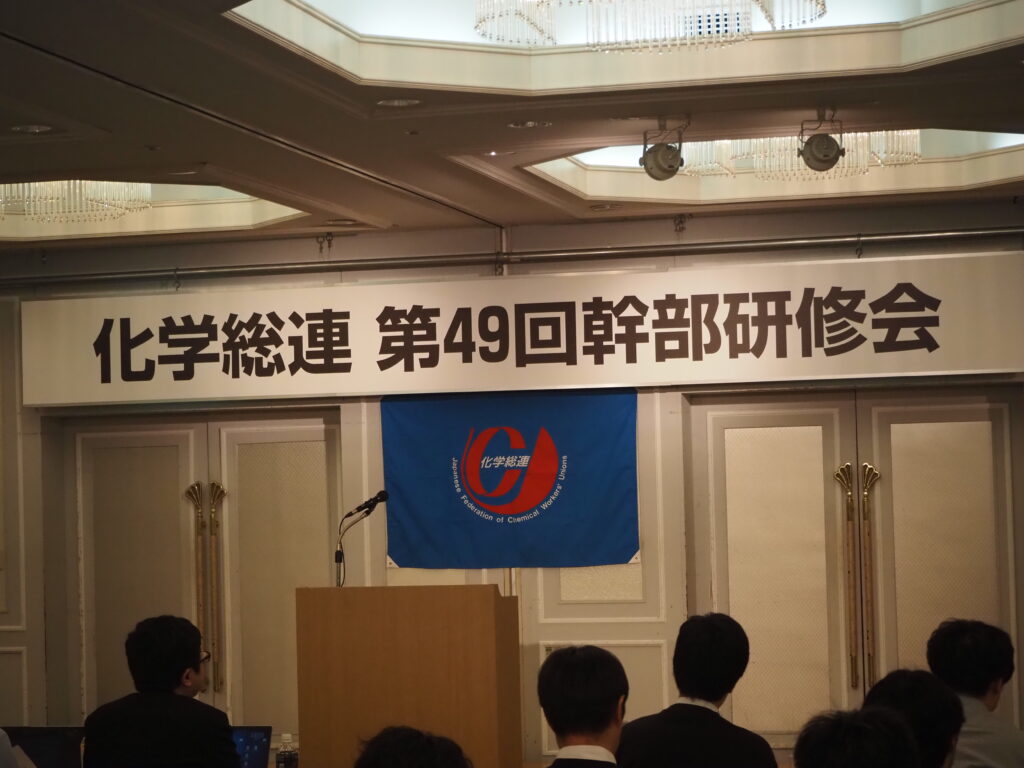 化学総連 第49回幹部研修会
化学総連
Japanese Federation of Chemical Workers' Unions